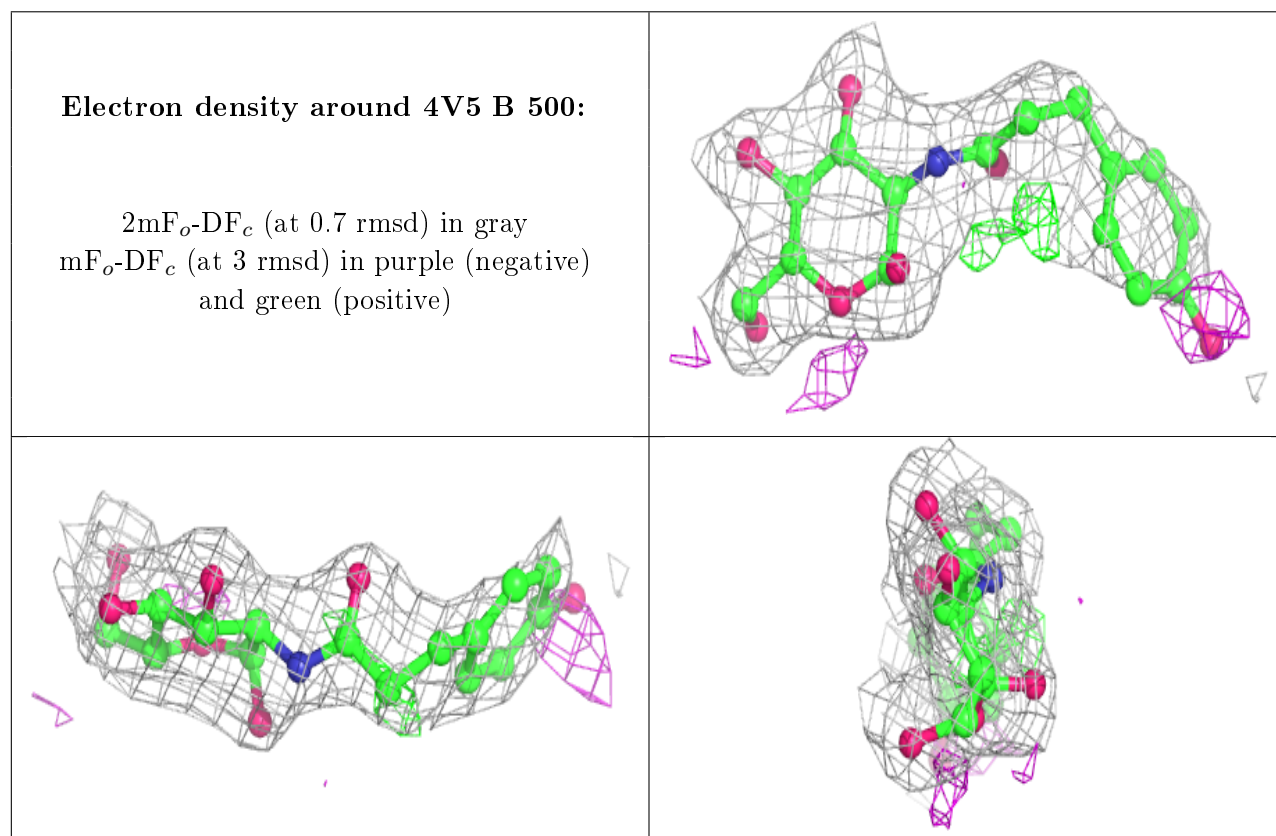 Electron density around 4V5 B 500:
2mFₒ-DF𝒸 (at 0.7 rmsd) in gray
mFₒ-DF𝒸 (at 3 rmsd) in purple (negative)
and green (positive)